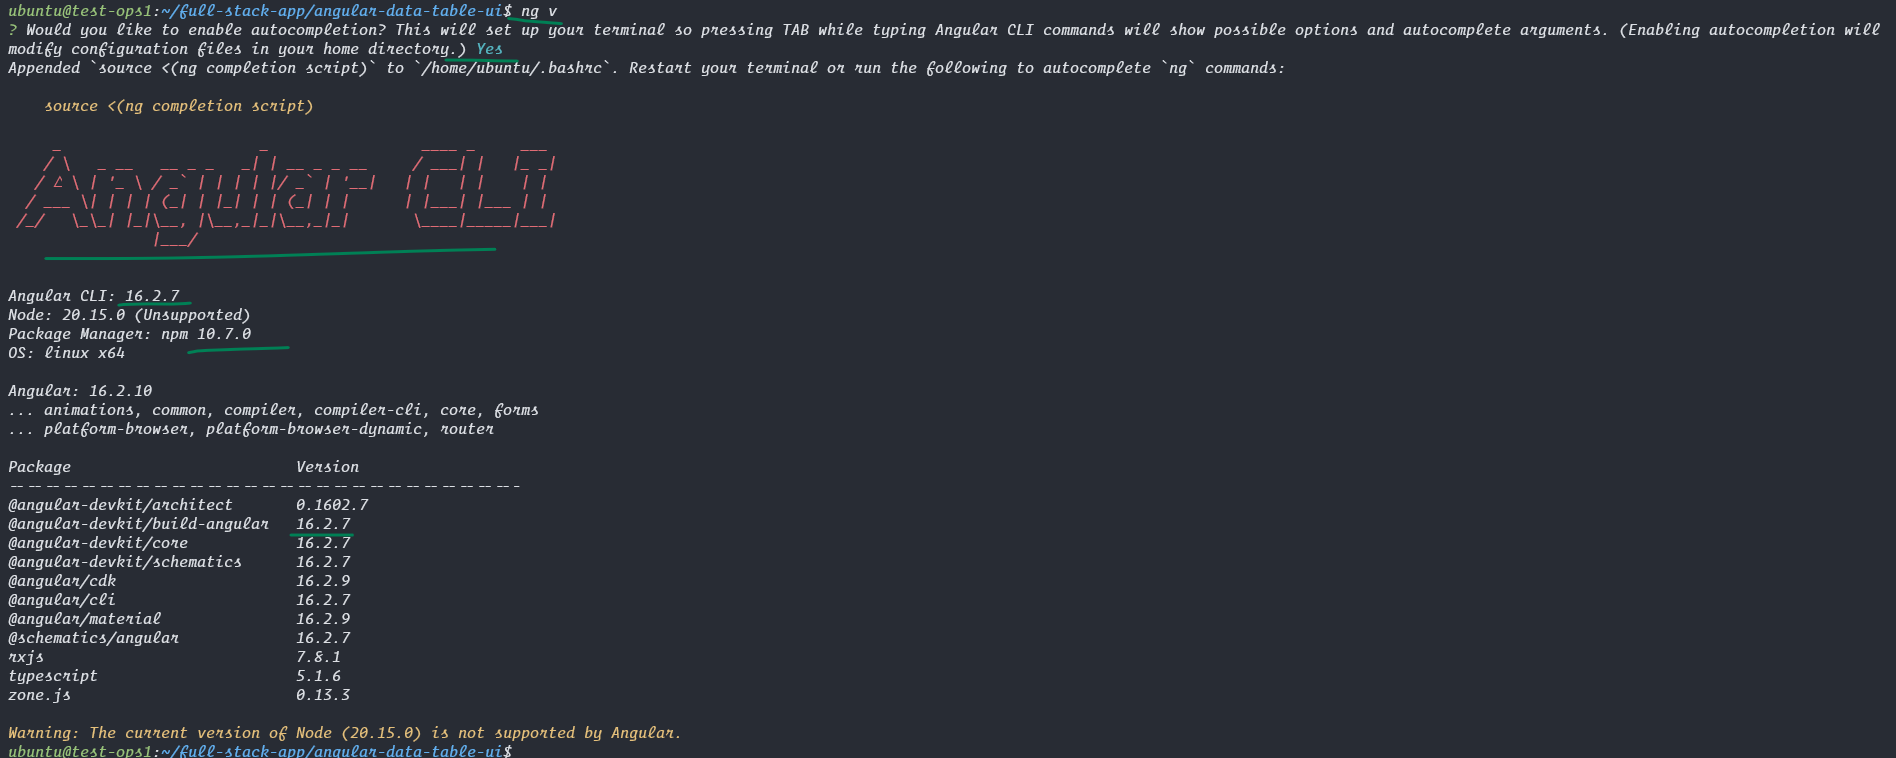 ubuntu@test-ops1:~/full-stack-app/angular-data-table-ui$ ng v
? Would you like to enable autocompletion? This will set up your terminal so pressing TAB while typing Angular CLI commands will show possible options and autocomplete arguments. (Enabling autocompletion will
modify configuration files in your home directory.) Yes
Appended `source <(ng completion script)` to `/home/ubuntu/.bashrc`. Restart your terminal or run the following to autocomplete `ng` commands:
source <(ng completion script)
Angular CLI
Angular CLI: 16.2.7
Node: 20.15.0 (Unsupported)
Package Manager: npm 10.7.0
OS: linux x64
Angular: 16.2.10
... animations, common, compiler, compiler-cli, core, forms
... platform-browser, platform-browser-dynamic, router
Package Version
@angular-devkit/architect 0.1602.7
@angular-devkit/build-angular 16.2.7
@angular-devkit/core 16.2.7
@angular-devkit/schematics 16.2.7
@angular/cdk 16.2.9
@angular/cli 16.2.7
@angular/material 16.2.9
@schematics/angular 16.2.7
rxjs 7.8.1
typescript 5.1.6
zone.js 0.13.3
Warning: The current version of Node (20.15.0) is not supported by Angular.
ubuntu@test-ops1:~/full-stack-app/angular-data-table-ui$